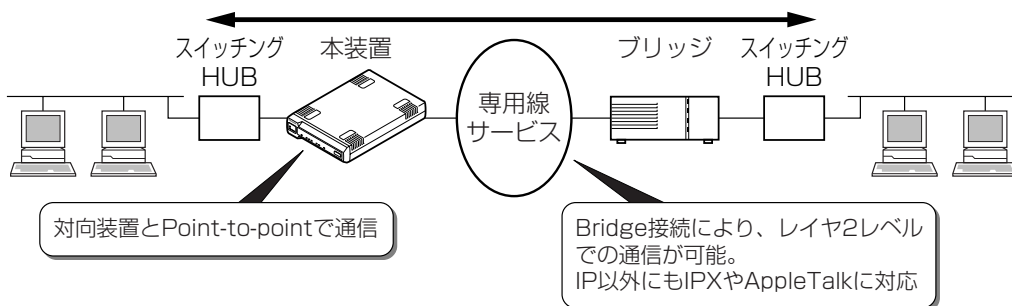 スイッチング
HUB
本装置
専用線
サービス
ブリッジ
スイッチング
HUB
対向装置とPoint-to-pointで通信
Bridge接続により、レイヤ2レベル
での通信が可能。
IP以外にもIPXやAppleTalkに対応